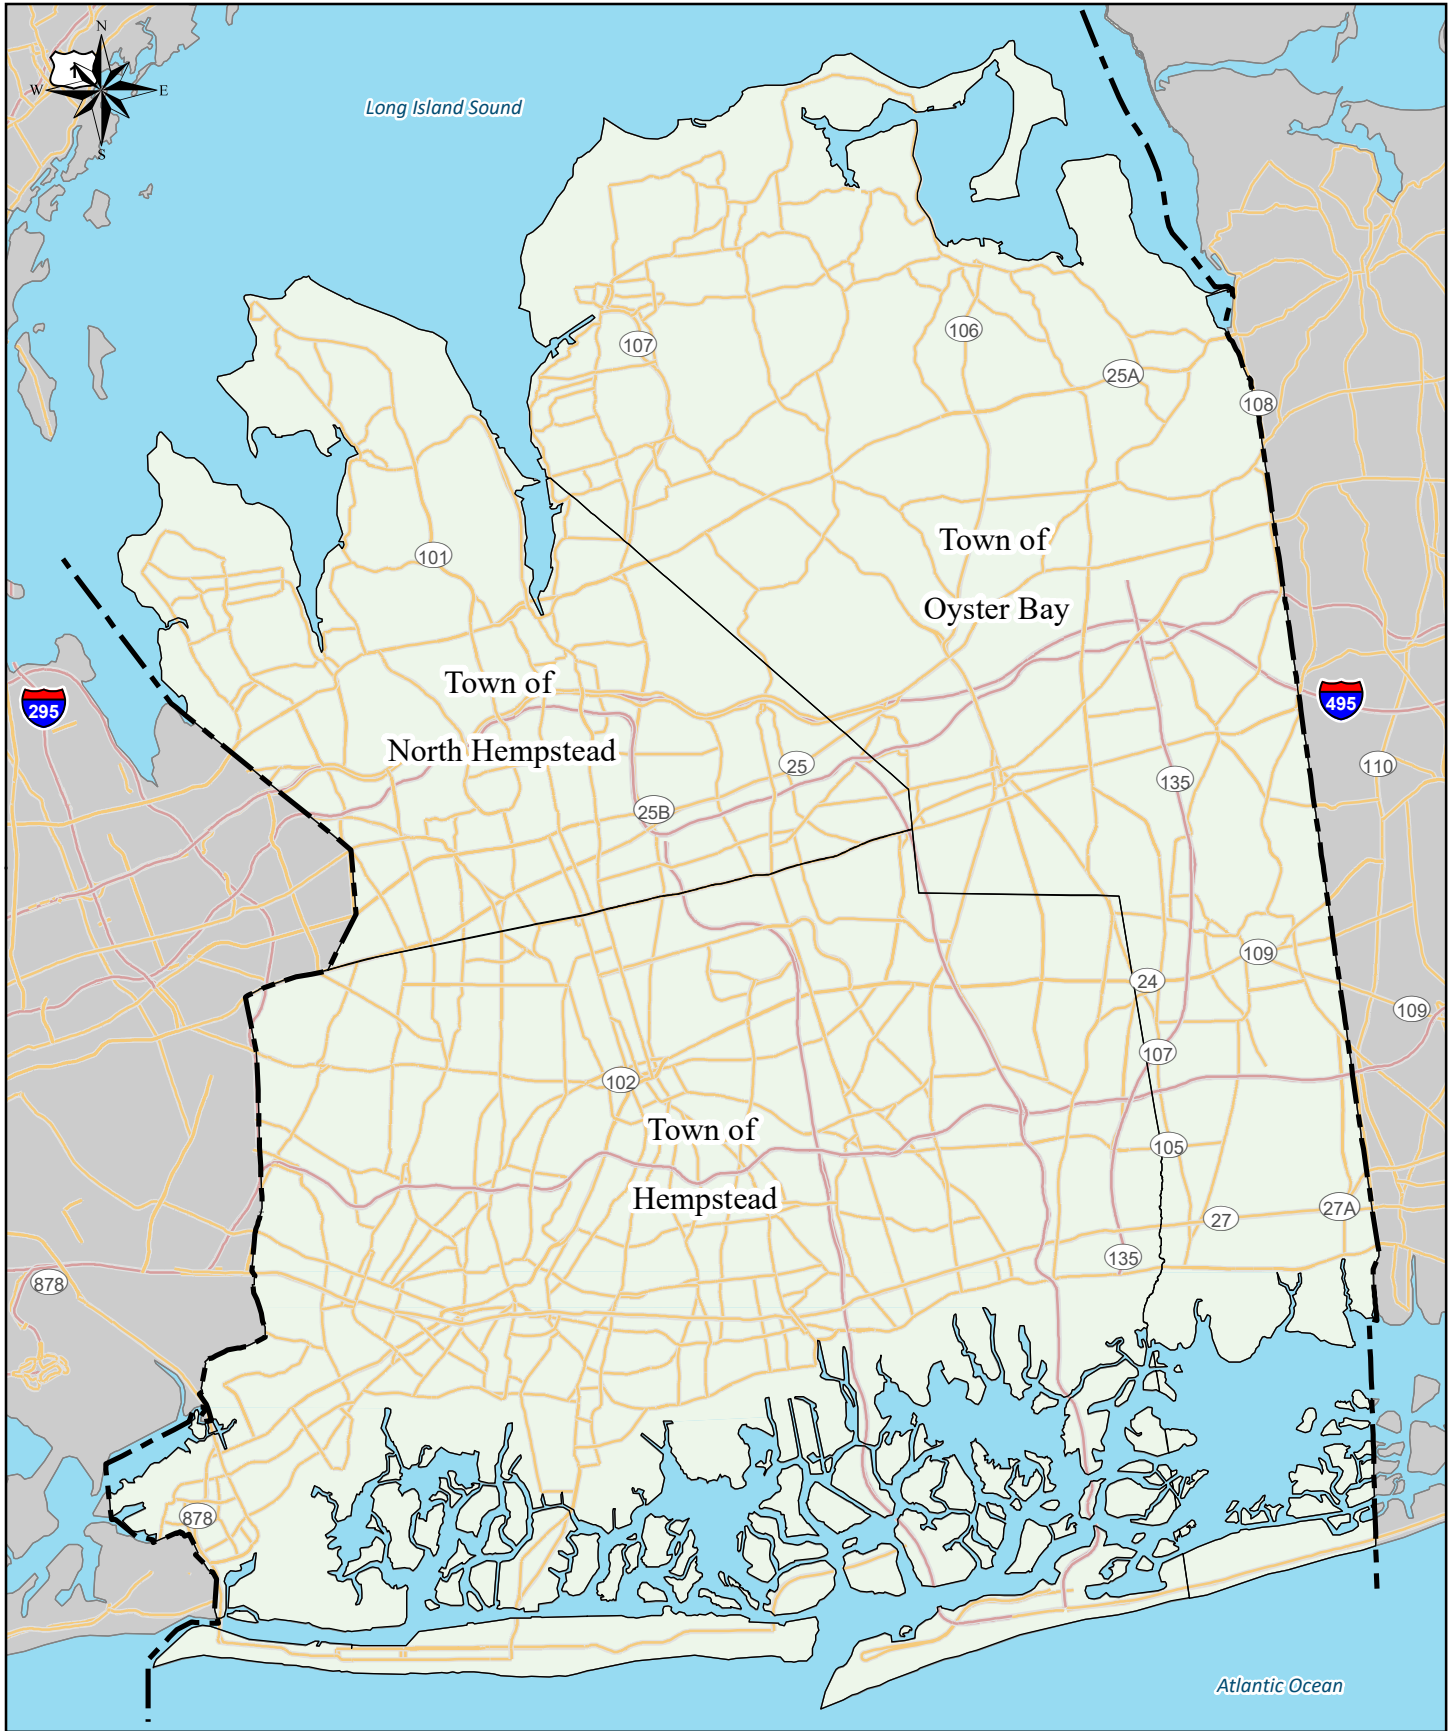 N
1
W
E
S
Long Island Sound
107
106
25A
108
101
Town of
Oyster Bay
Town of
North Hempstead
295
495
25
110
135
25B
109
24
109
107
102
Town of
105
Hempstead
27A
27
135
878
878
Atlantic Ocean